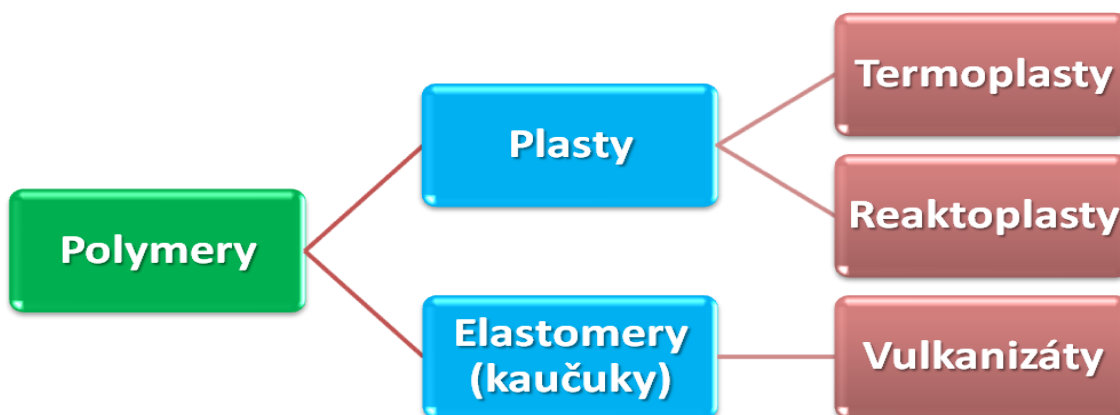 Polymery
Plasty
Elastomery
(kaučuky)
Termoplasty
Reaktoplasty
Vulkanizáty